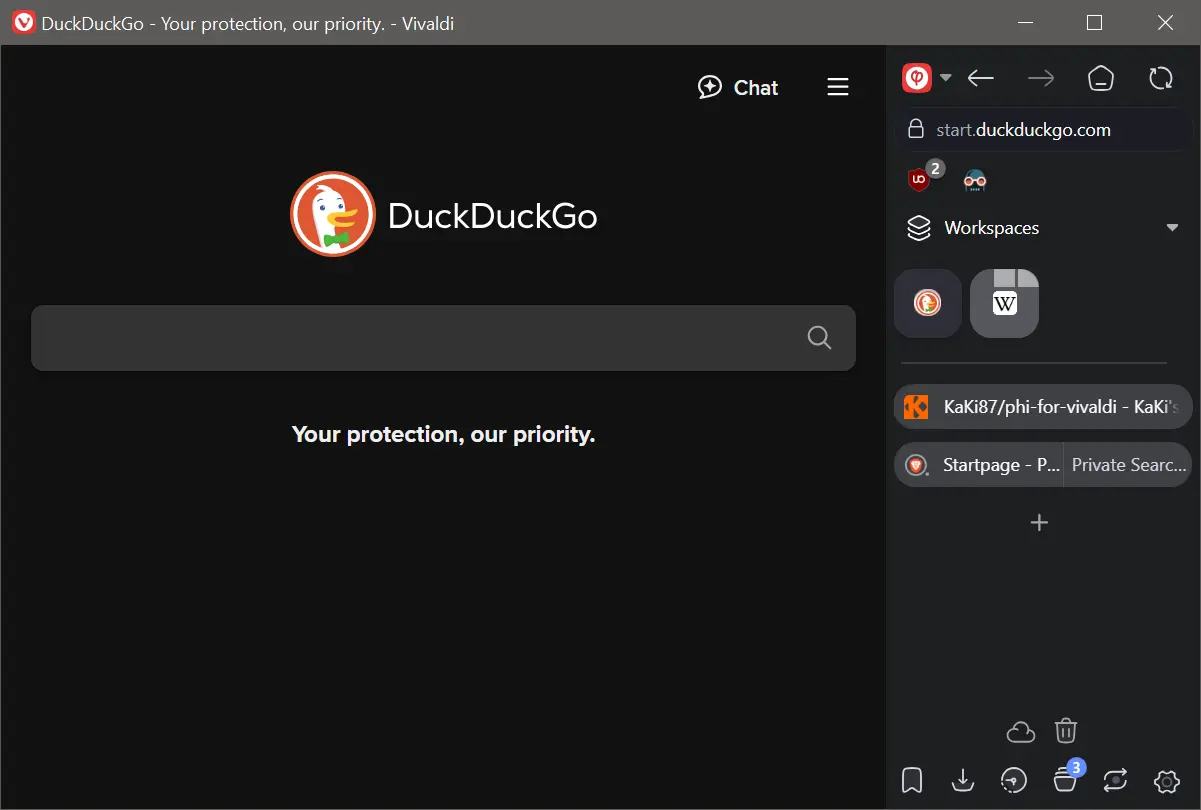 DuckDuckGo - Your protection, our priority. - Vivaldi
Chat
start.duckduckgo.com
uo
2
DuckDuckGo
Workspaces
W
KaKi87/phi-for-vivaldi - KaKi's
Your protection, our priority.
Startpage - P...
Private Searc...
3